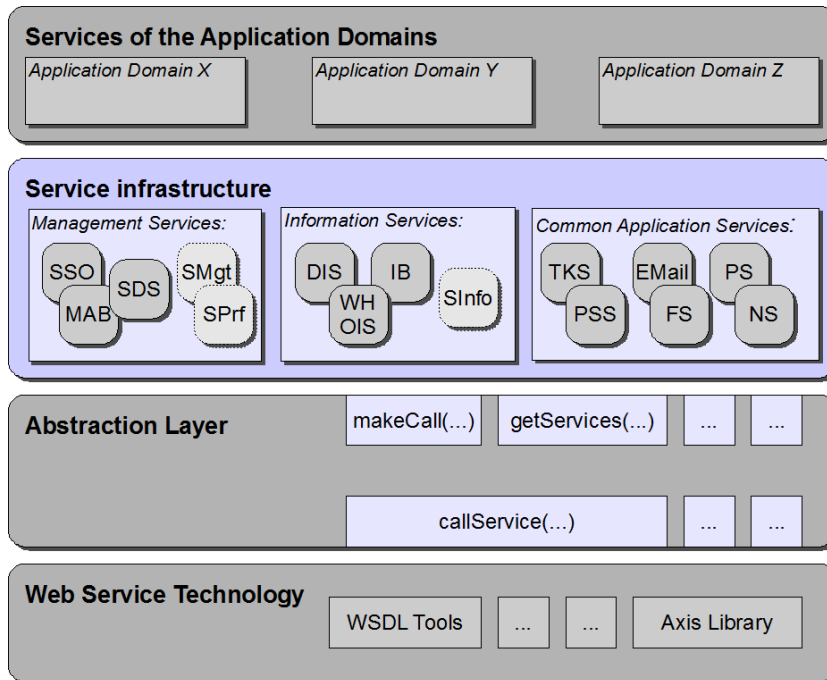 Services of the Application Domains
Application Domain X
Application Domain Y
Application Domain Z
Service infrastructure
Management Services:
SSO
MAB
SDS
SMgt
SPrf
Information Services:
DIS
WH
OIS
IB
SInfo
Common Application Services:
TKS
PSS
EMail
FS
PS
NS
Abstraction Layer
makeCall(...)
getServices(...)
...
...
callService(...)
...
...
Web Service Technology
WSDL Tools
...
...
Axis Library